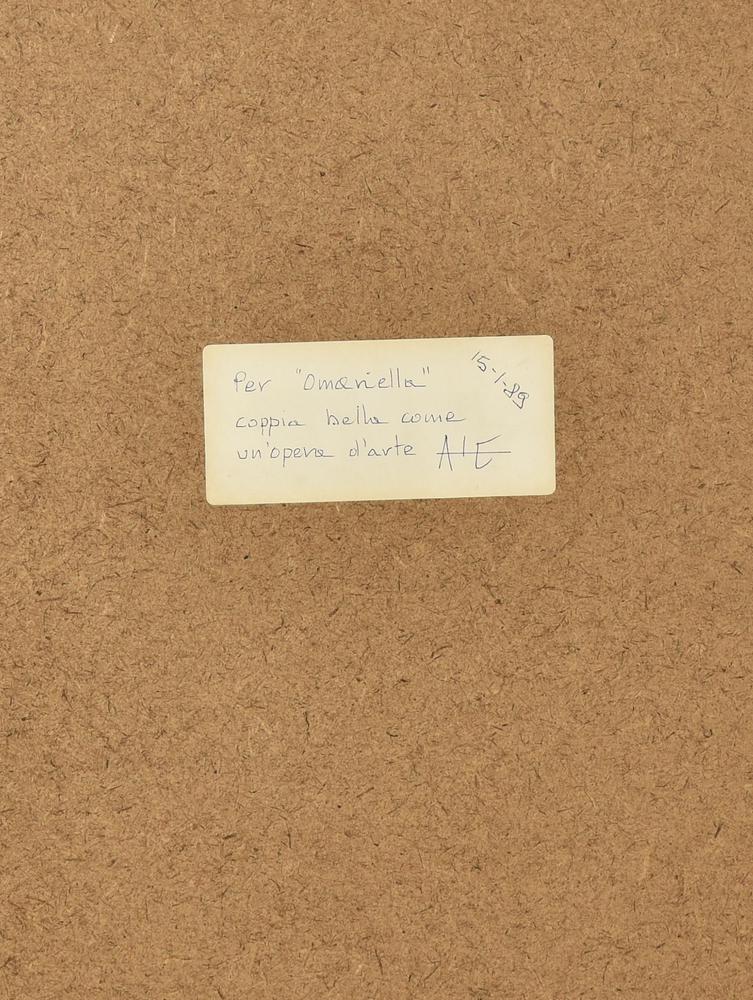 Per "Omariella"
15-1-89
coppia bella come
un'opera d'arte